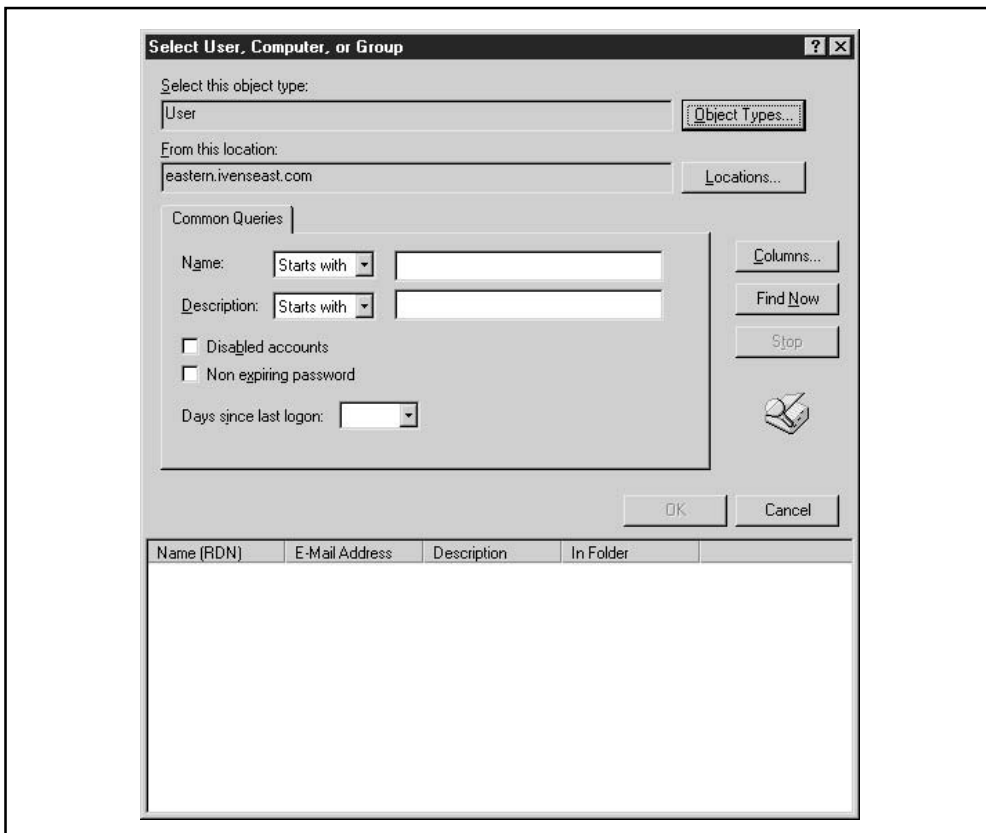 Select User, Computer, or Group
Select this object type:
User
Object Types...
From this location:
eastern.ivenseast.com
Locations...
Common Queries
Name: Starts with
Columns...
Description: Starts with
Find Now
Disabled accounts
Stop
Non expiring password
Days since last logon:
OK Cancel
Name (RDN) E-Mail Address Description In Folder